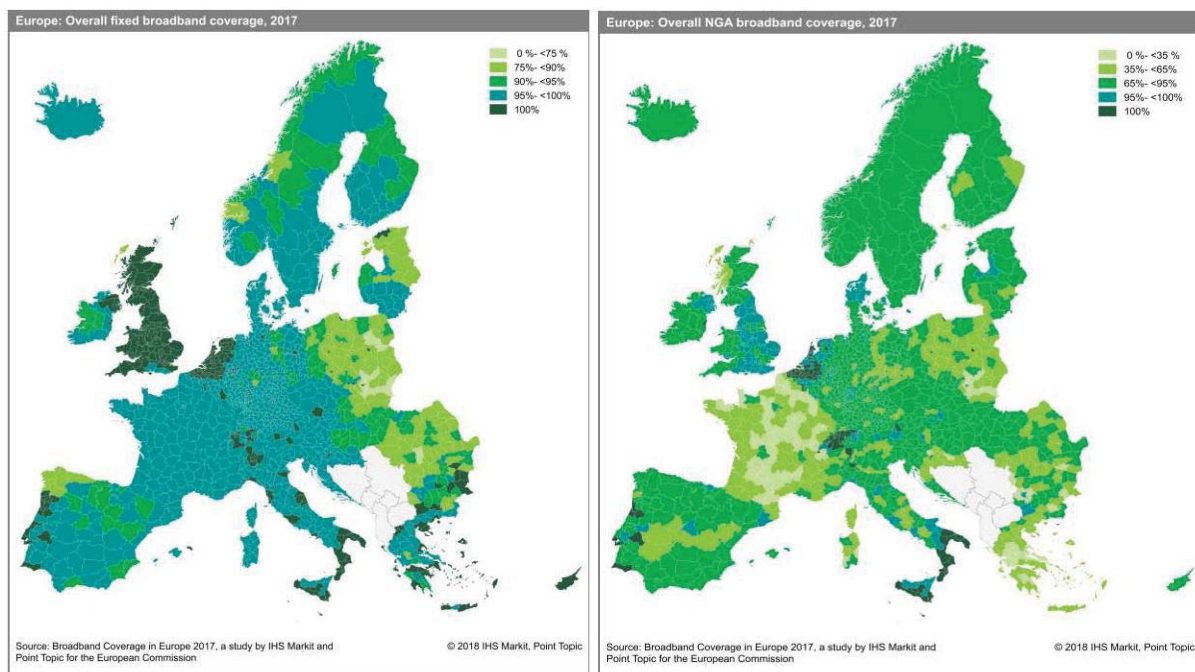 Europe: Overall fixed broadband coverage, 2017
0 %- <75 %
75%- <90%
90%- <95%
95%- <100%
100%
Source: Broadband Coverage in Europe 2017, a study by IHS Markit and
Point Topic for the European Commission
© 2018 IHS Markit, Point Topic
Europe: Overall NGA broadband coverage, 2017
0 %- <35 %
35%- <65%
65%- <95%
95%- <100%
100%
Source: Broadband Coverage in Europe 2017, a study by IHS Markit and
Point Topic for the European Commission
© 2018 IHS Markit, Point Topic